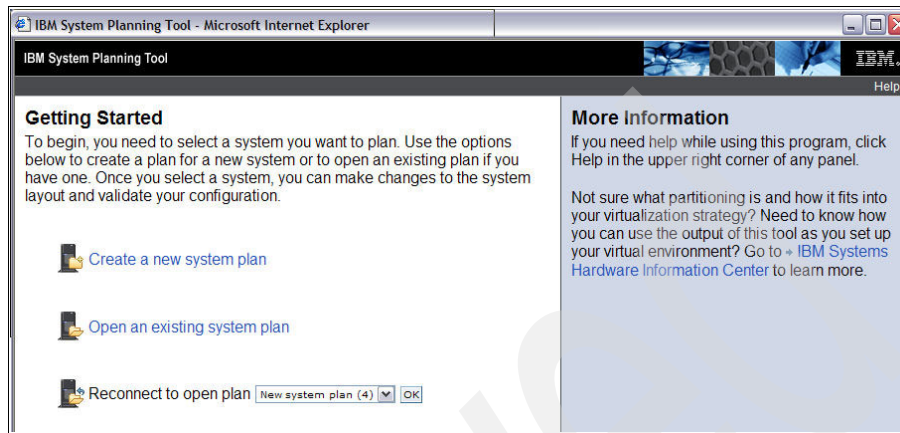 IBM System Planning Tool - Microsoft Internet Explorer
IBM System Planning Tool
IBM.
Help
Getting Started
To begin, you need to select a system you want to plan. Use the options
below to create a plan for a new system or to open an existing plan if you
have one. Once you select a system, you can make changes to the system
layout and validate your configuration.
Create a new system plan
Open an existing system plan
Reconnect to open plan New system plan (4) OK
More Information
If you need help while using this program, click
Help in the upper right corner of any panel.
Not sure what partitioning is and how it fits into
your virtualization strategy? Need to know how
you can use the output of this tool as you set up
your virtual environment? Go to → IBM Systems
Hardware Information Center to learn more.